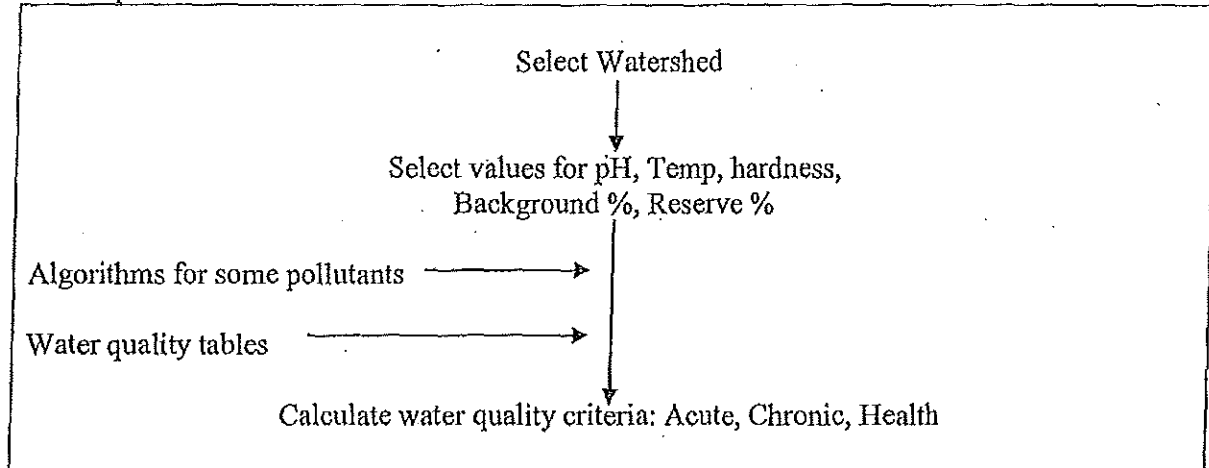 Select Watershed
Select values for pH, Temp, hardness,
Background %, Reserve %
Algorithms for some pollutants
Water quality tables
Calculate water quality criteria: Acute, Chronic, Health